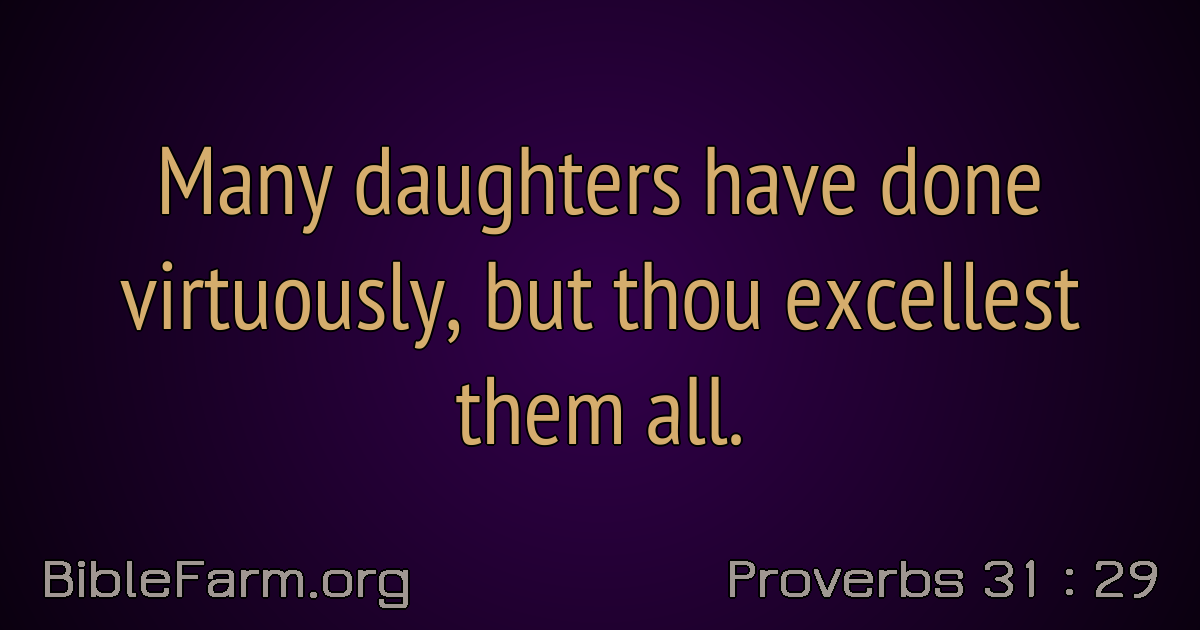 Many daughters have done
virtuously, but thou excellest
them all.
BibleFarm.org
Proverbs 31 : 29